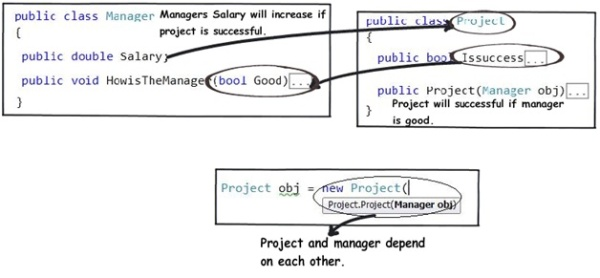 public class Manager
Managers Salary will increase if
project is successful.
{
public double Salary;
public void HowisTheManager(bool Good)...
}
public class Project
{
public bool Issuccess...
public Project(Manager obj)...
Project will successful if manager
is good.
}
Project obj = new Project(
Project.Project(Manager obj)
Project and manager depend
on each other.